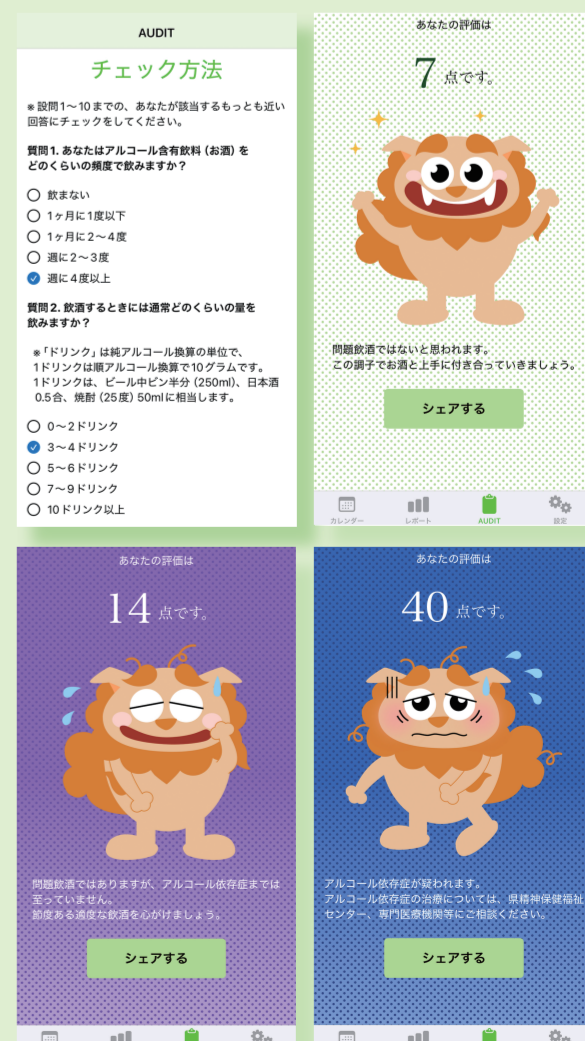 AUDIT
チェック方法
※設問1〜10までの、あなたが該当するもっとも近い
回答にチェックをしてください。
質問1. あなたはアルコール含有飲料（お酒）を
どのくらいの頻度で飲みますか？
飲まない
1ヶ月に1度以下
1ヶ月に2〜4度
週に2〜3度
週に4度以上
質問2. 飲酒するときには通常どのくらいの量を
飲みますか？
※「ドリンク」は純アルコール換算の単位で、
1ドリンクは順アルコール換算で10グラムです。
1ドリンクは、ビール中ビン半分（250ml）、日本酒
0.5合、焼酎（25度）50mlに相当します。
0〜2ドリンク
3〜4ドリンク
5〜6ドリンク
7〜9ドリンク
10ドリンク以上
あなたの評価は
7点です。
問題飲酒ではないと思われます。
この調子でお酒と上手に付き合っていきましょう。
シェアする
カレンダー
レポート
AUDIT
設定
あなたの評価は
14点です。
問題飲酒ではありますが、アルコール依存症までは
至っていません。
節度ある適度な飲酒を心がけましょう。
シェアする
あなたの評価は
40点です。
アルコール依存症が疑われます。
アルコール依存症の治療については、県精神保健福祉
センター、専門医療機関等にご相談ください。
シェアする